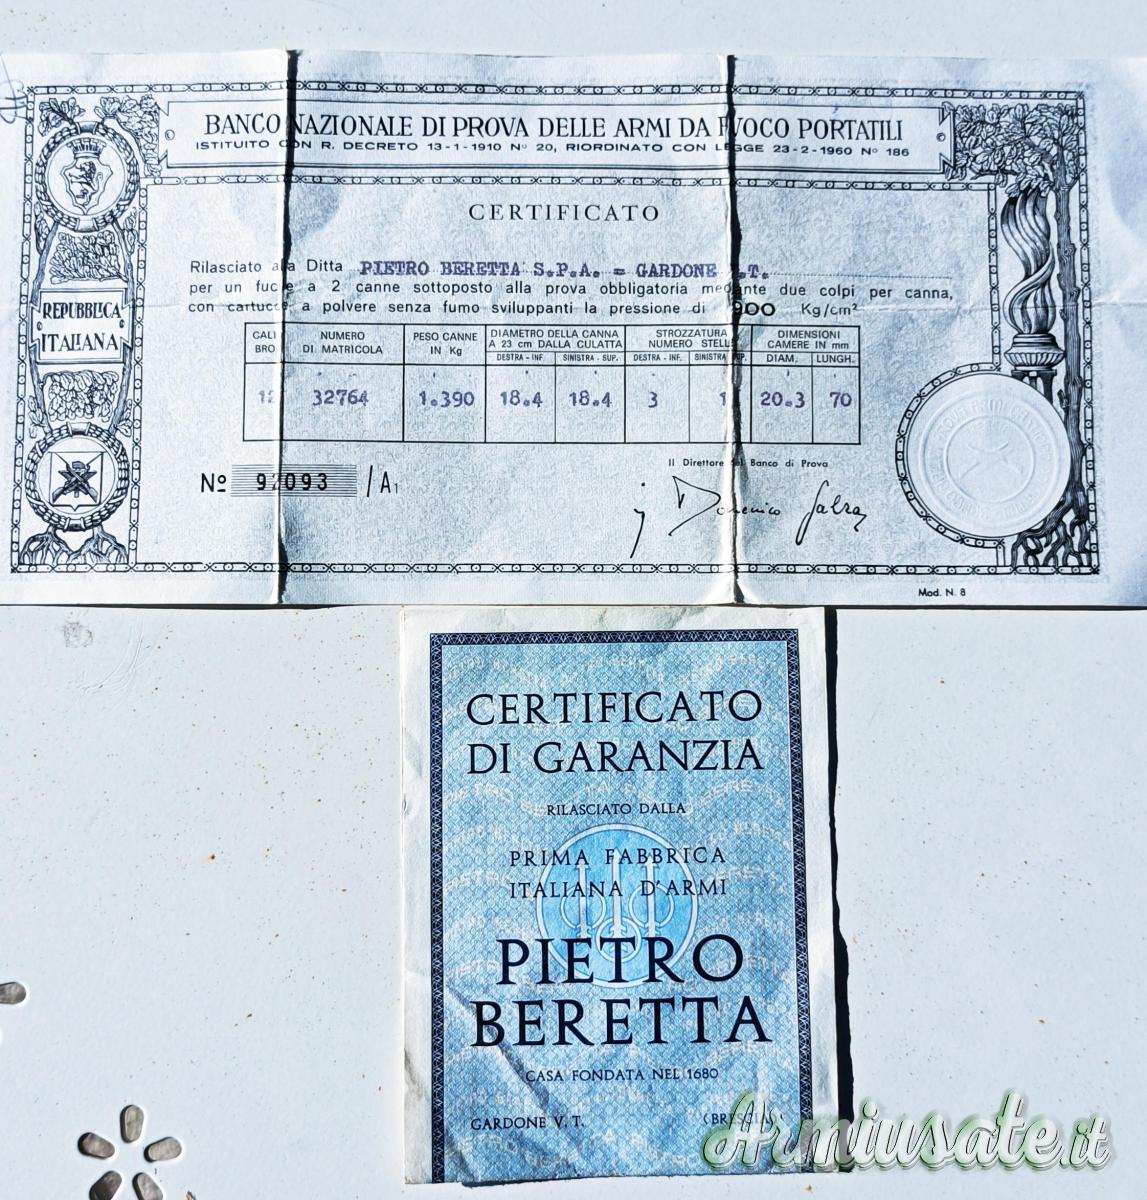 BANCO NAZIONALE DI PROVA DELLE ARMI DA FUOCO PORTATILI
ISTITUITO CON R. DECRETO 13-1-1910 Nº 20, RIORDINATO CON LEGGE 23-2-1960 Nº 186
CERTIFICATO
Rilasciato alla Ditta PIETRO BERETTA S.P.A. = GARDONE V.T.
per un fucile a 2 canne sottoposto alla prova obbligatoria mediante due colpi per canna,
con cartucce a polvere senza fumo sviluppanti la pressione di 900 Kg/cm²
REPUBBLICA
ITALIANA
CALIBRO NUMERO DI MATRICOLA PESO CANNE IN Kg DIAMETRO DELLA CANNA A 23 cm DALLA CULATTA STROZZATURA NUMERO STELLE DIMENSIONI CAMERE IN mm
DESTRA - INF. SINISTRA - SUP. DESTRA - INF. SINISTRA - SUP. DIAM. LUNGH.
12 32764 1.390 18.4 18.4 3 1 20.3 70
Nº 92093 /A1
Il Direttore del Banco di Prova
Mod. N. 8
CERTIFICATO
DI GARANZIA
RILASCIATO DALLA
PRIMA FABBRICA
ITALIANA D'ARMI
PIETRO
BERETTA
CASA FONDATA NEL 1680
GARDONE V. T. (BRESCIA)
Armiusate.it